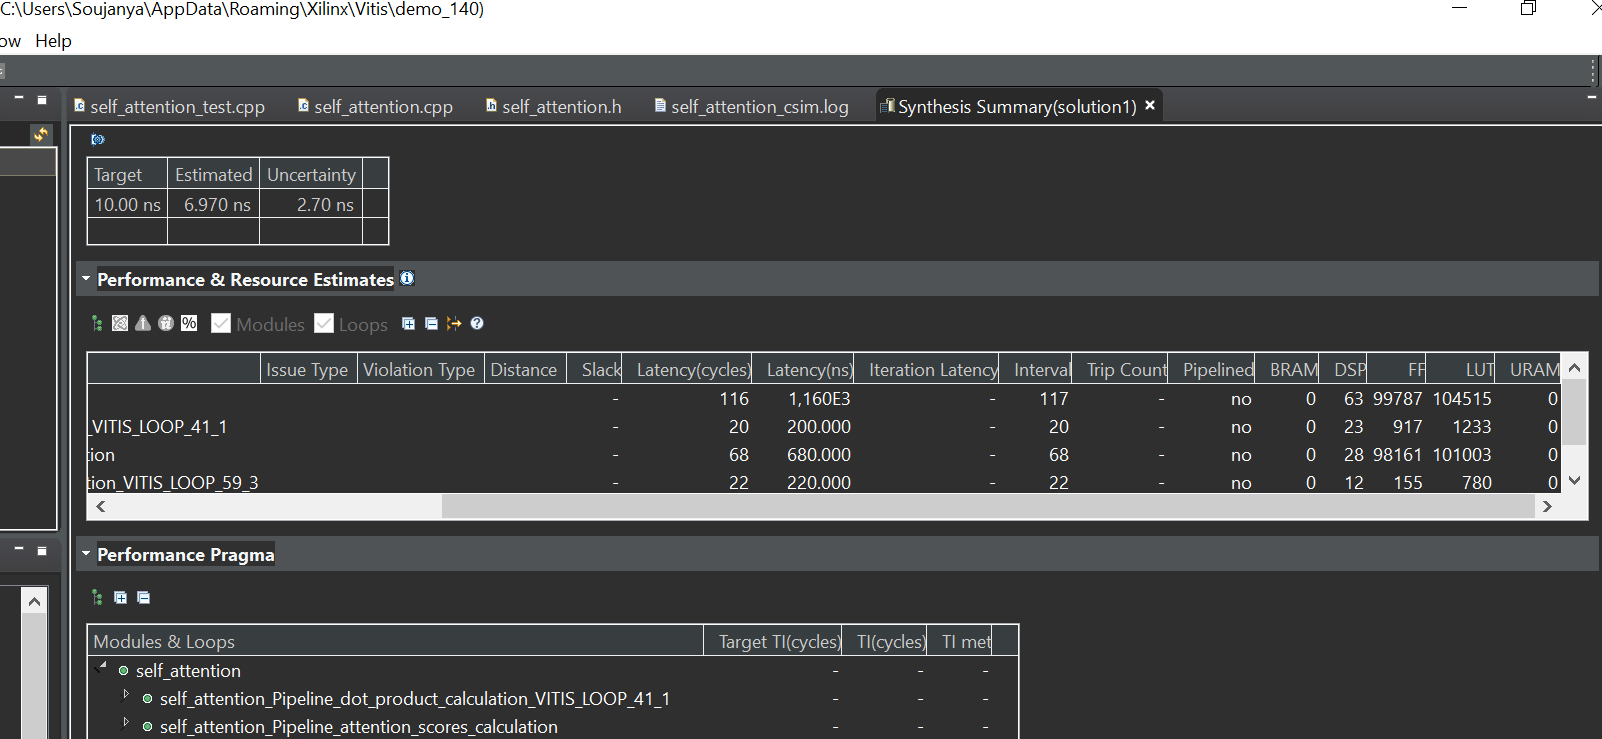 C:\Users\Soujanya\AppData\Roaming\Xilinx\Vitis\demo_140)
ow Help
self_attention_test.cpp self_attention.cpp self_attention.h self_attention_csim.log Synthesis Summary(solution1)
Target Estimated Uncertainty
10.00 ns 6.970 ns 2.70 ns
Performance & Resource Estimates
% Modules Loops
Issue Type Violation Type Distance Slack Latency(cycles) Latency(ns) Iteration Latency Interval Trip Count Pipelined BRAM DSP FF LUT URAM
- 116 1,160E3 - 117 - no 0 63 99787 104515 0
_VITIS_LOOP_41_1 - 20 200.000 - 20 - no 0 23 917 1233 0
tion - 68 680.000 - 68 - no 0 28 98161 101003 0
tion_VITIS_LOOP_59_3 - 22 220.000 - 22 - no 0 12 155 780 0
Performance Pragma
Modules & Loops Target TI(cycles) TI(cycles) TI met
self_attention - - -
self_attention_Pipeline_dot_product_calculation_VITIS_LOOP_41_1 - - -
self_attention_Pipeline_attention_scores_calculation - - -